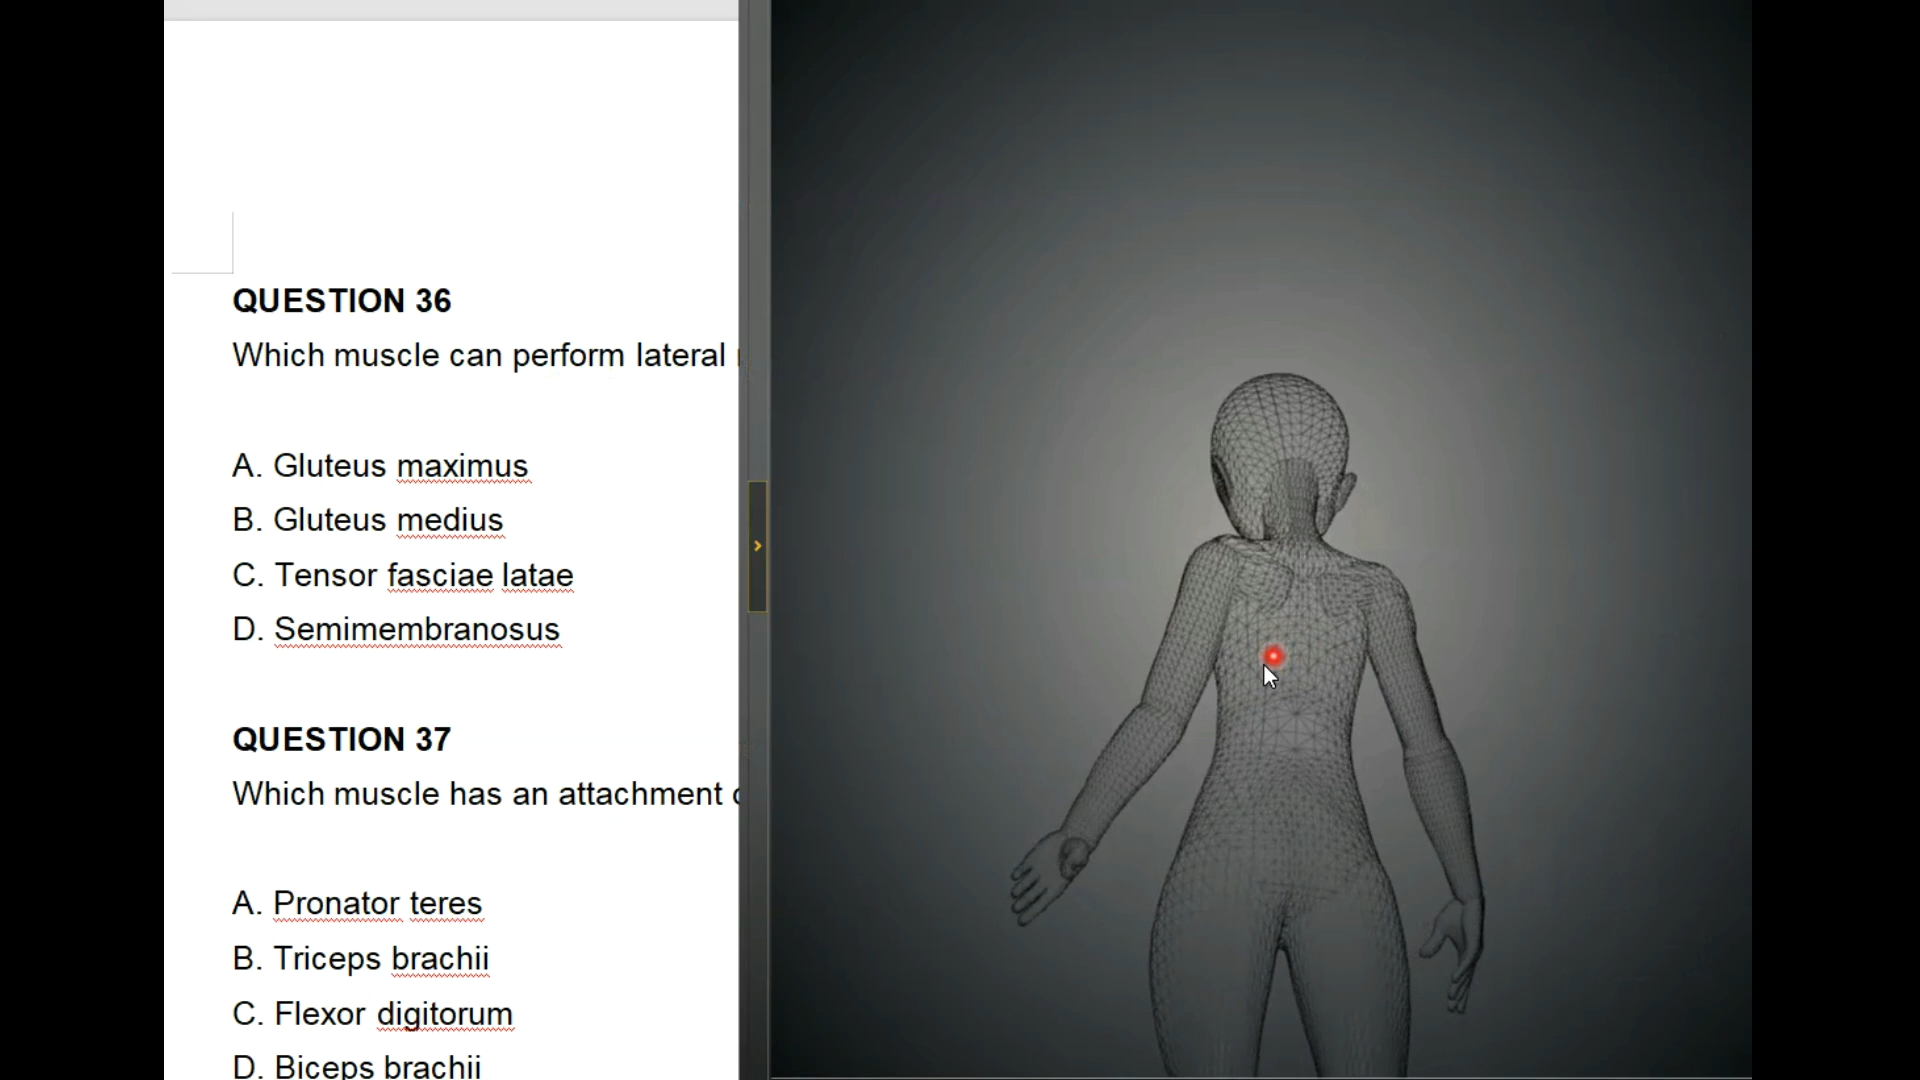 QUESTION 36
Which muscle can perform lateral
A. Gluteus maximus
B. Gluteus medius
C. Tensor fasciae latae
D. Semimembranosus
QUESTION 37
Which muscle has an attachment
A. Pronator teres
B. Triceps brachii
C. Flexor digitorum
D. Biceps brachii